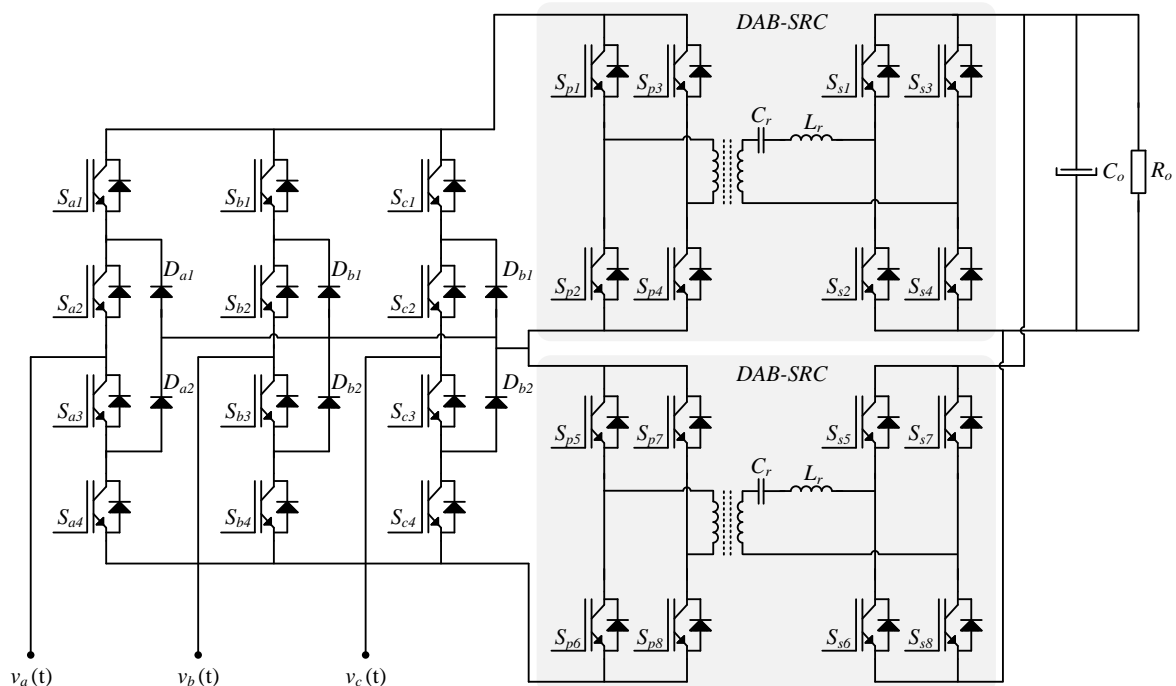 DAB-SRC
S_p1
S_p3
S_s1
S_s3
C_r
L_r
C_o
R_o
S_a1
S_b1
S_c1
D_a1
D_b1
D_b1
S_a2
S_b2
S_c2
S_p2
S_p4
S_s2
S_s4
DAB-SRC
D_a2
D_b2
D_b2
S_a3
S_b3
S_c3
S_p5
S_p7
S_s5
S_s7
C_r
L_r
S_a4
S_b4
S_c4
S_p6
S_p8
S_s6
S_s8
v_a(t)
v_b(t)
v_c(t)